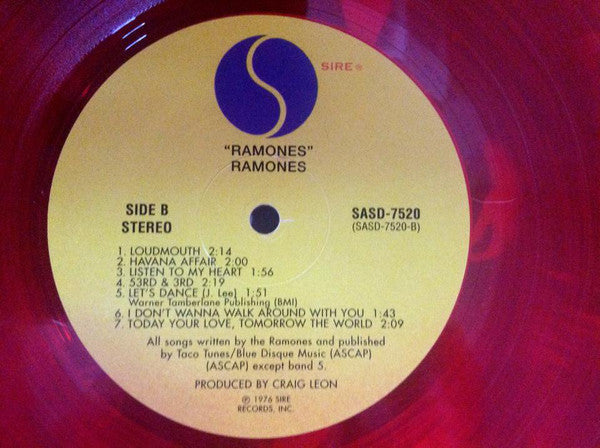 SIRE®
"RAMONES"
RAMONES
SIDE B
STEREO
SASD-7520
(SASD-7520-B)
1. LOUDMOUTH 2:14
2. HAVANA AFFAIR 2:00
3. LISTEN TO MY HEART 1:56
4. 53RD & 3RD 2:19
5. LET'S DANCE (J. Lee) 1:51
Warner Tamberlane Publishing (BMI)
6. I DON'T WANNA WALK AROUND WITH YOU 1:43
7. TODAY YOUR LOVE, TOMORROW THE WORLD 2:09
All songs written by the Ramones and published
by Taco Tunes/Blue Disque Music (ASCAP)
(ASCAP) except band 5.
PRODUCED BY CRAIG LEON
℗ 1976 SIRE
RECORDS, INC.